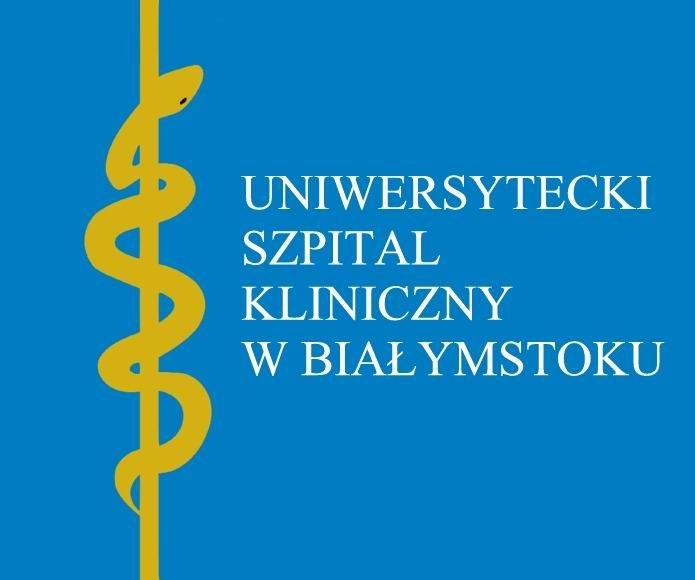 UNIWERSYTECKI
SZPITAL
KLINICZNY
W BIAŁYMSTOKU